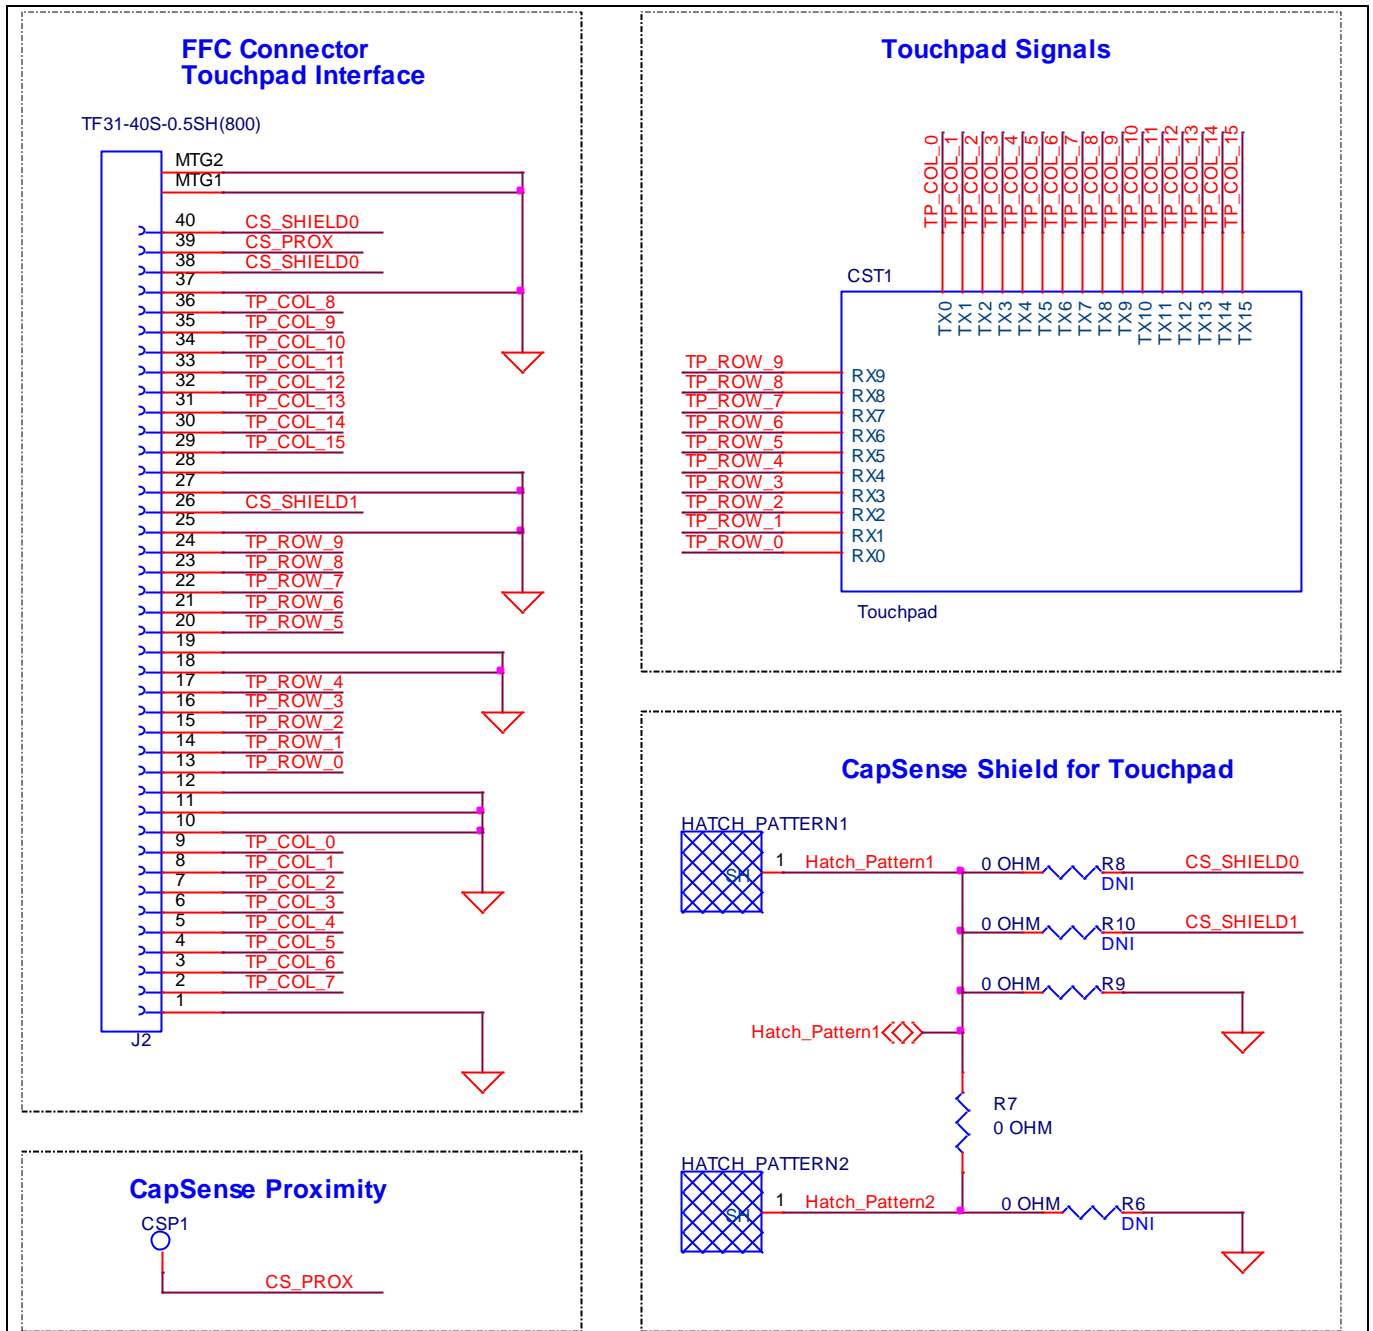 FFC Connector
Touchpad Interface
TF31-40S-0.5SH(800)
MTG2
MTG1
40 CS_SHIELD0
39 CS_PROX
38 CS_SHIELD0
37
36 TP_COL_8
35 TP_COL_9
34 TP_COL_10
33 TP_COL_11
32 TP_COL_12
31 TP_COL_13
30 TP_COL_14
29 TP_COL_15
28
27
26 CS_SHIELD1
25
24 TP_ROW_9
23 TP_ROW_8
22 TP_ROW_7
21 TP_ROW_6
20 TP_ROW_5
19
18
17 TP_ROW_4
16 TP_ROW_3
15 TP_ROW_2
14 TP_ROW_1
13 TP_ROW_0
12
11
10
9 TP_COL_0
8 TP_COL_1
7 TP_COL_2
6 TP_COL_3
5 TP_COL_4
4 TP_COL_5
3 TP_COL_6
2 TP_COL_7
1
J2
CapSense Proximity
CSP1
CS_PROX
Touchpad Signals
TP_COL_0
TP_COL_1
TP_COL_2
TP_COL_3
TP_COL_4
TP_COL_5
TP_COL_6
TP_COL_7
TP_COL_8
TP_COL_9
TP_COL_10
TP_COL_11
TP_COL_12
TP_COL_13
TP_COL_14
TP_COL_15
CST1
TX0
TX1
TX2
TX3
TX4
TX5
TX6
TX7
TX8
TX9
TX10
TX11
TX12
TX13
TX14
TX15
TP_ROW_9 RX9
TP_ROW_8 RX8
TP_ROW_7 RX7
TP_ROW_6 RX6
TP_ROW_5 RX5
TP_ROW_4 RX4
TP_ROW_3 RX3
TP_ROW_2 RX2
TP_ROW_1 RX1
TP_ROW_0 RX0
Touchpad
CapSense Shield for Touchpad
HATCH_PATTERN1
SH 1 Hatch_Pattern1 0 OHM R8 CS_SHIELD0
DNI
0 OHM R10 CS_SHIELD1
DNI
0 OHM R9
Hatch_Pattern1
R7
0 OHM
HATCH_PATTERN2
SH 1 Hatch_Pattern2 0 OHM R6
DNI